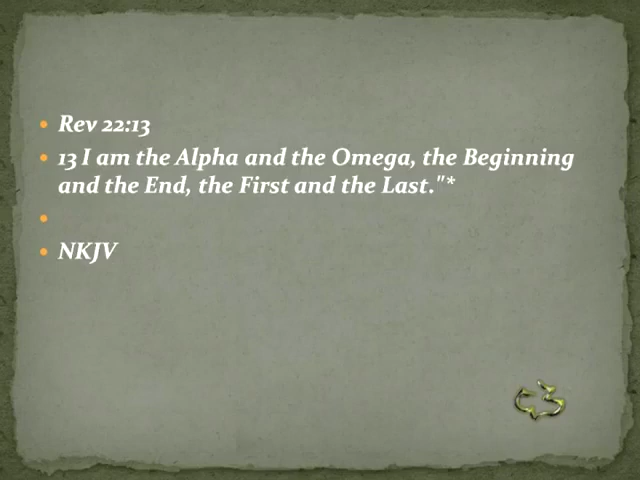 Rev 22:13
13 I am the Alpha and the Omega, the Beginning
and the End, the First and the Last."*
NKJV